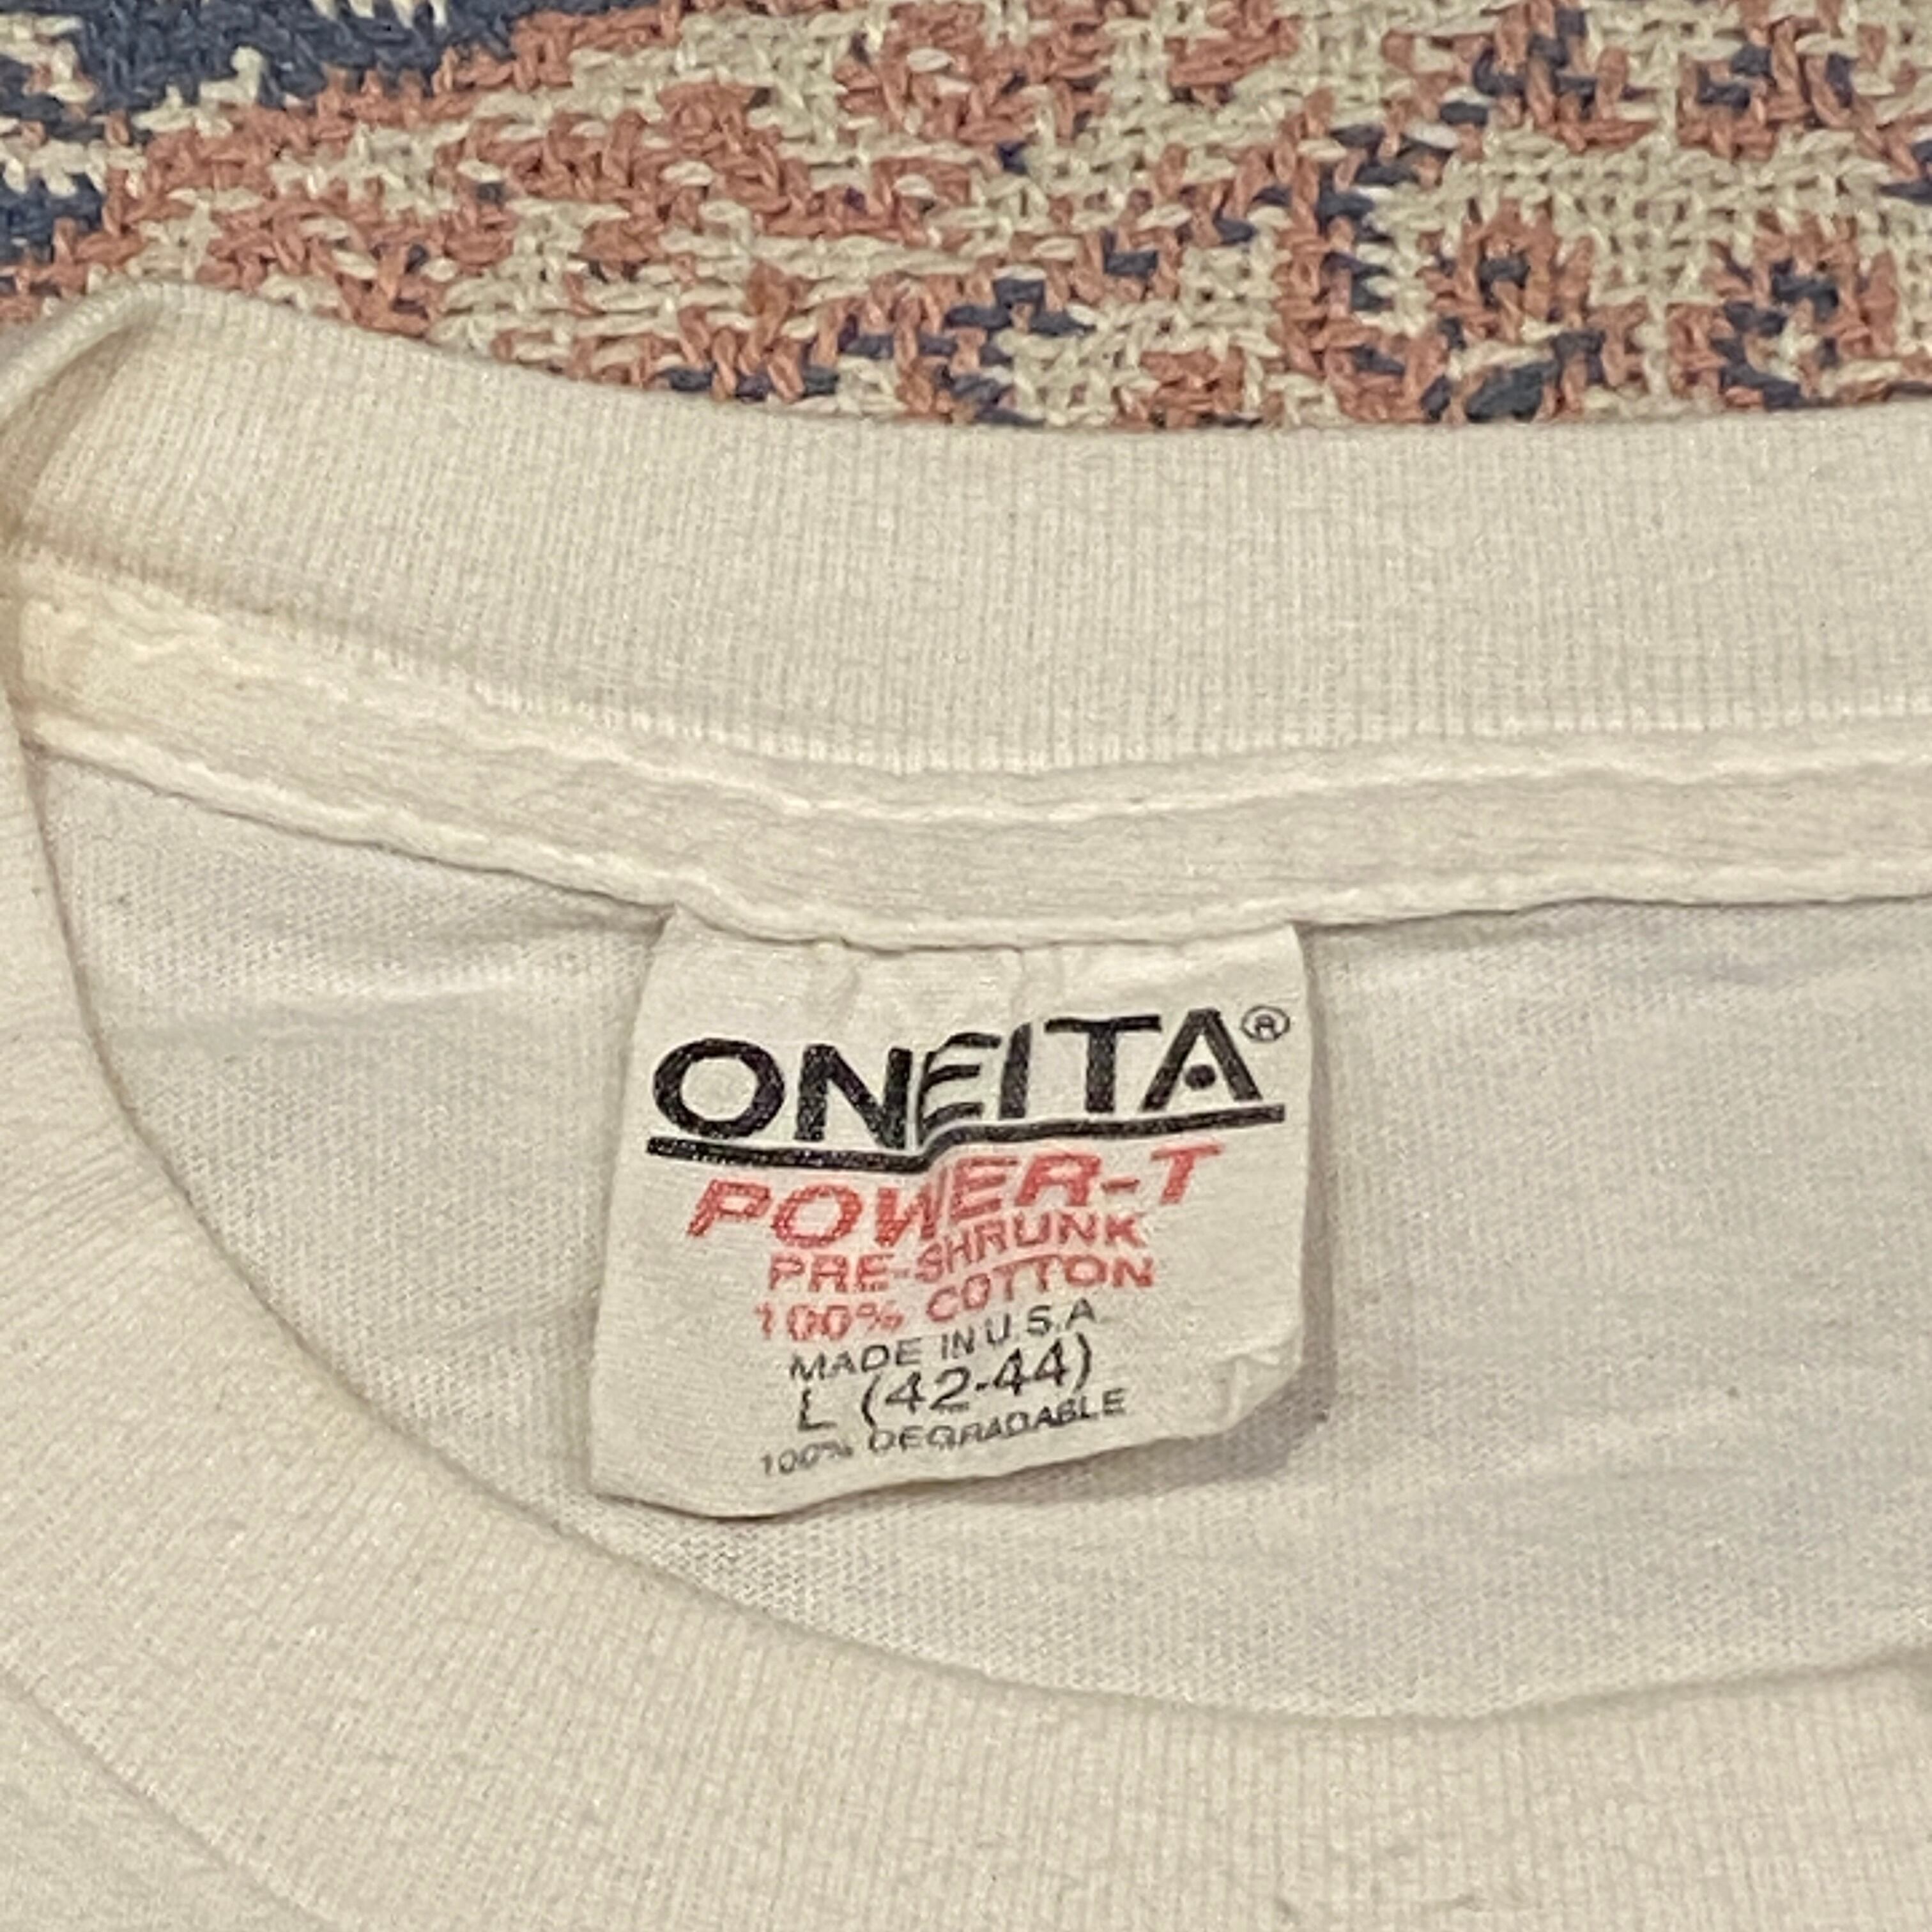 ONEITA®
POWER-T
PRE-SHRUNK
100% COTTON
MADE IN U.S.A.
L (42-44)
100% DEGRADABLE